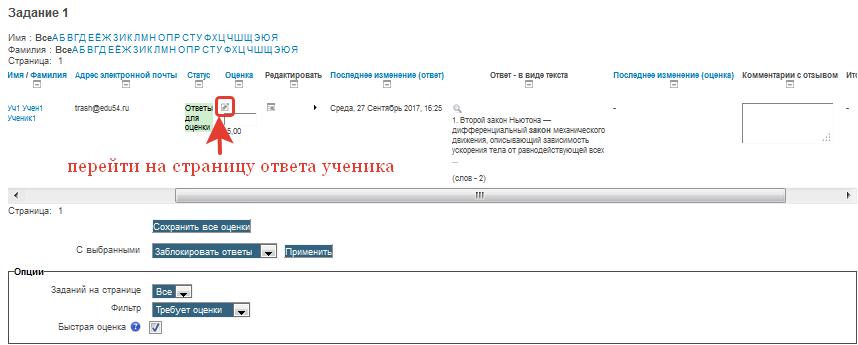 Задание 1
Имя : ВсеАБВГДЕЁЖЗИКЛМНОПРСТУФХЦЧШЩЭЮЯ
Фамилия : ВсеАБВГДЕЁЖЗИКЛМНОПРСТУФХЦЧШЩЭЮЯ
Страница: 1
Имя / Фамилия Адрес электронной почты Статус Оценка Редактировать Последнее изменение (ответ) Ответ - в виде текста Последнее изменение (оценка) Комментарии с отзывом Ито
Уч1 Учен1 Ученик1
trash@edu54.ru
Ответы для оценки
5,00
Среда, 27 Сентябрь 2017, 16:25
1. Второй закон Ньютона —
дифференциальный закон механического
движения, описывающий зависимость
ускорения тела от равнодействующей всех
...
(слов - 2)
-
-
перейти на страницу ответа ученика
Страница: 1
Сохранить все оценки
С выбранными Заблокировать ответы Применить
Опции
Заданий на странице Все
Фильтр Требует оценки
Быстрая оценка